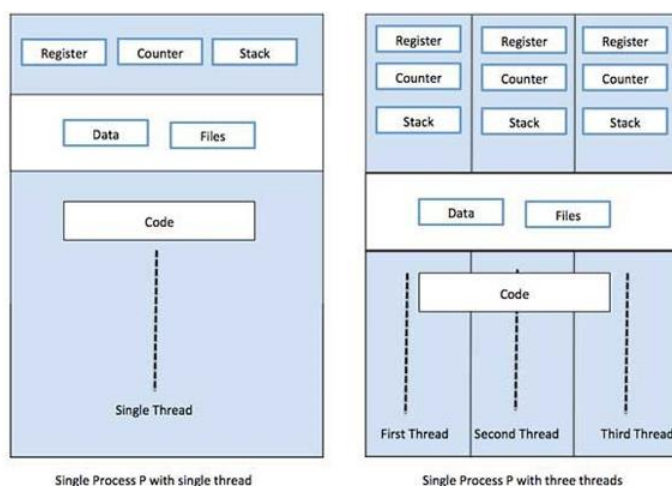 Register Counter Stack
Data Files
Code
Single Thread
Single Process P with single thread
Register Register Register
Counter Counter Counter
Stack Stack Stack
Data Files
Code
First Thread Second Thread Third Thread
Single Process P with three threads